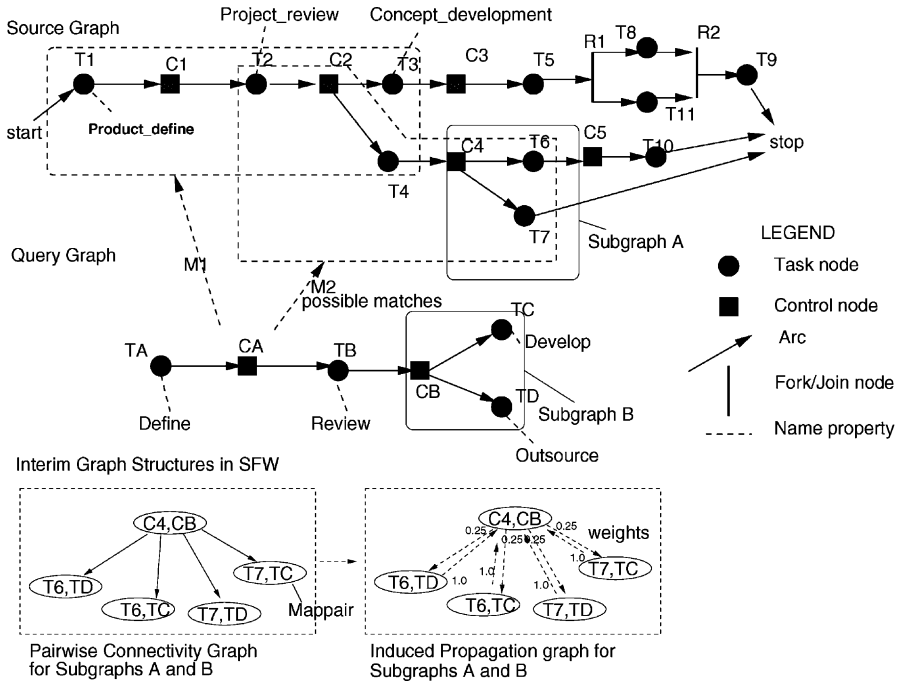 Project_review
Concept_development
Source Graph
T1
C1
T2
C2
T3
C3
T5
R1
T8
R2
T9
T11
start
Product_define
stop
T4
C4
T6
C5
T10
T7
Subgraph A
Query Graph
M1
M2
possible matches
LEGEND
Task node
Control node
Arc
Fork/Join node
Name property
TA
CA
TB
CB
TC
Develop
TD
Subgraph B
Define
Review
Outsource
Interim Graph Structures in SFW
C4,CB
T6,TD
T6,TC
T7,TD
T7,TC
Mappair
C4,CB
weights
0.25
0.25
0.25
0.25
1.0
1.0
1.0
1.0
T6,TD
T6,TC
T7,TD
T7,TC
Pairwise Connectivity Graph
for Subgraphs A and B
Induced Propagation graph for
Subgraphs A and B